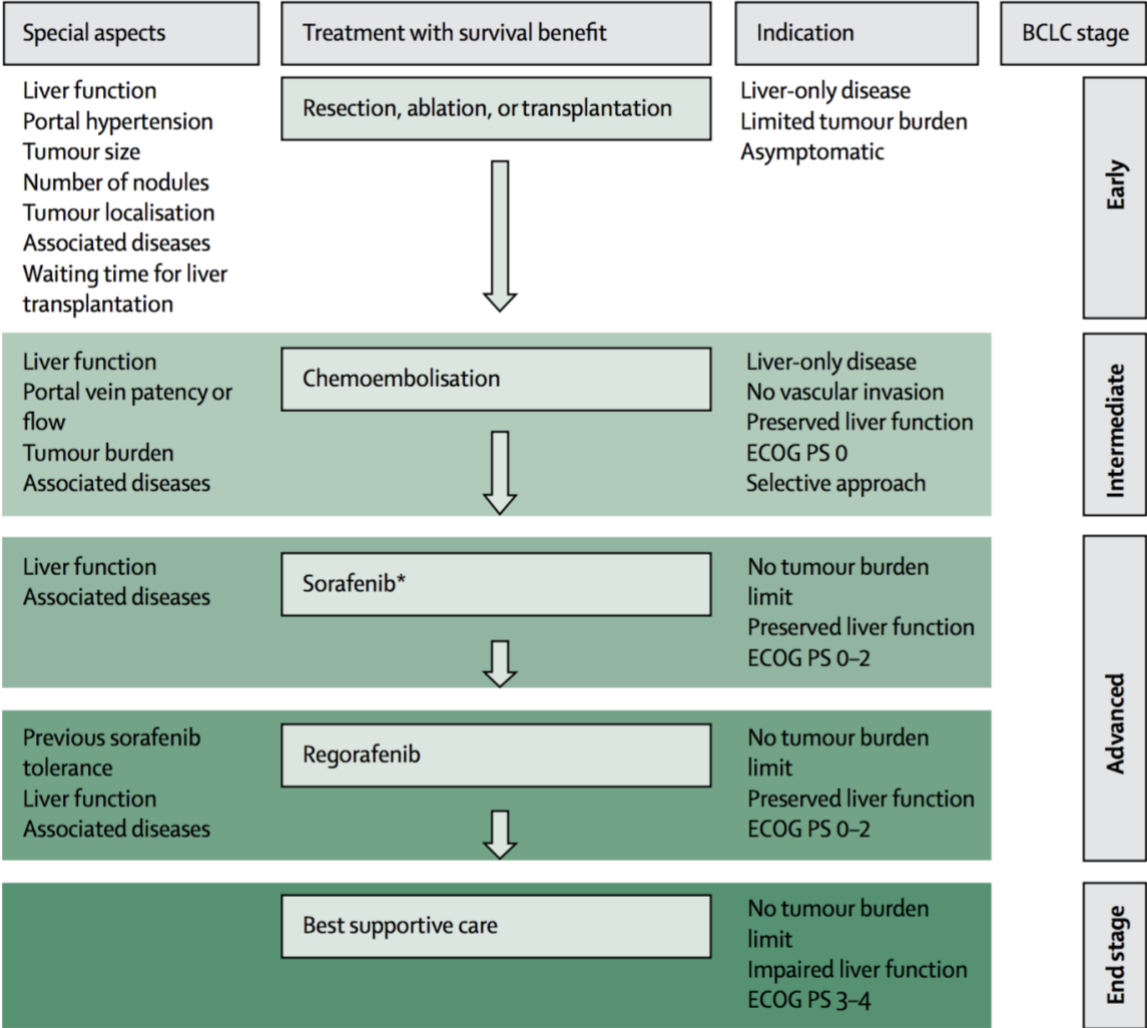 Special aspects
Treatment with survival benefit
Indication
BCLC stage
Liver function
Portal hypertension
Tumour size
Number of nodules
Tumour localisation
Associated diseases
Waiting time for liver
transplantation
Resection, ablation, or transplantation
Liver-only disease
Limited tumour burden
Asymptomatic
Early
Liver function
Portal vein patency or
flow
Tumour burden
Associated diseases
Chemoembolisation
Liver-only disease
No vascular invasion
Preserved liver function
ECOG PS 0
Selective approach
Intermediate
Liver function
Associated diseases
Sorafenib*
No tumour burden
limit
Preserved liver function
ECOG PS 0–2
Advanced
Previous sorafenib
tolerance
Liver function
Associated diseases
Regorafenib
No tumour burden
limit
Preserved liver function
ECOG PS 0–2
Best supportive care
No tumour burden
limit
Impaired liver function
ECOG PS 3–4
End stage